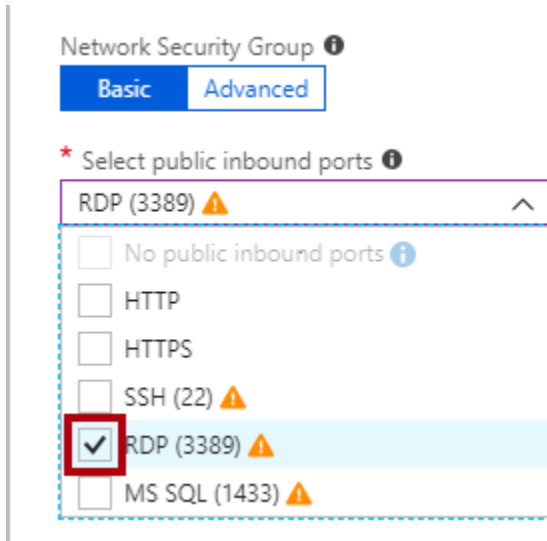 Network Security Group
Basic Advanced
* Select public inbound ports
RDP (3389)
No public inbound ports
HTTP
HTTPS
SSH (22)
RDP (3389)
MS SQL (1433)